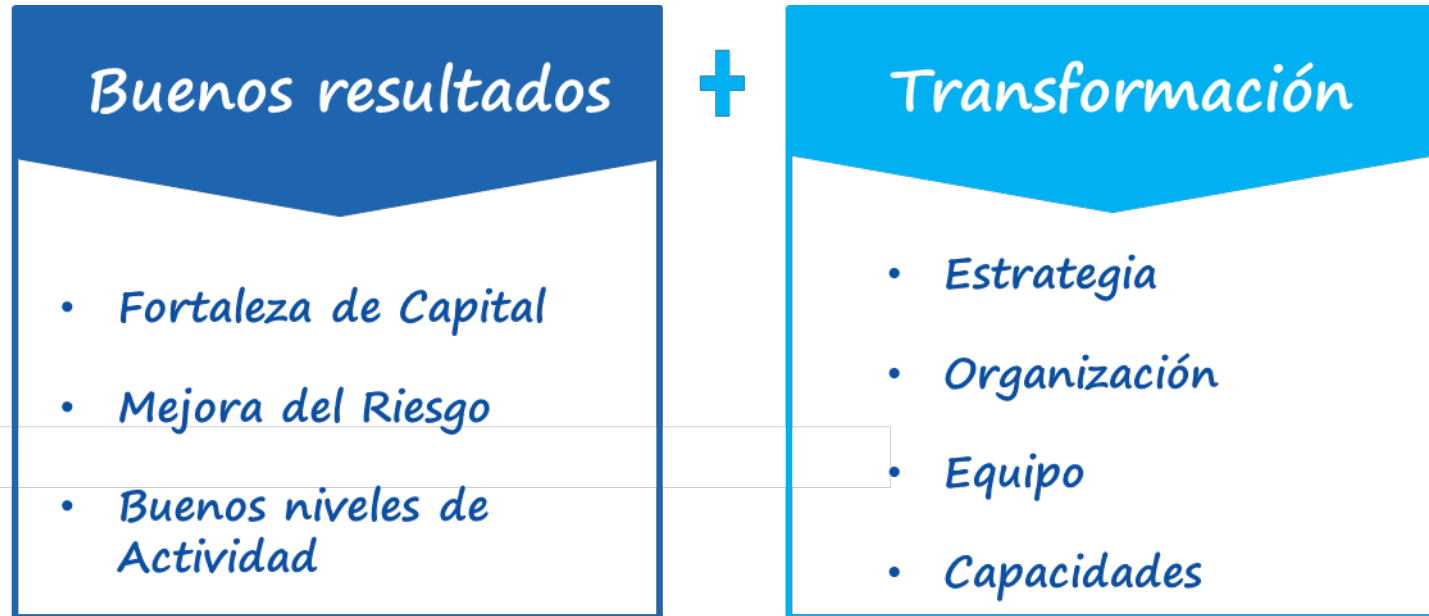 Buenos resultados
• Fortaleza de Capital
• Mejora del Riesgo
• Buenos niveles de
Actividad
+
Transformación
• Estrategia
• Organización
• Equipo
• Capacidades